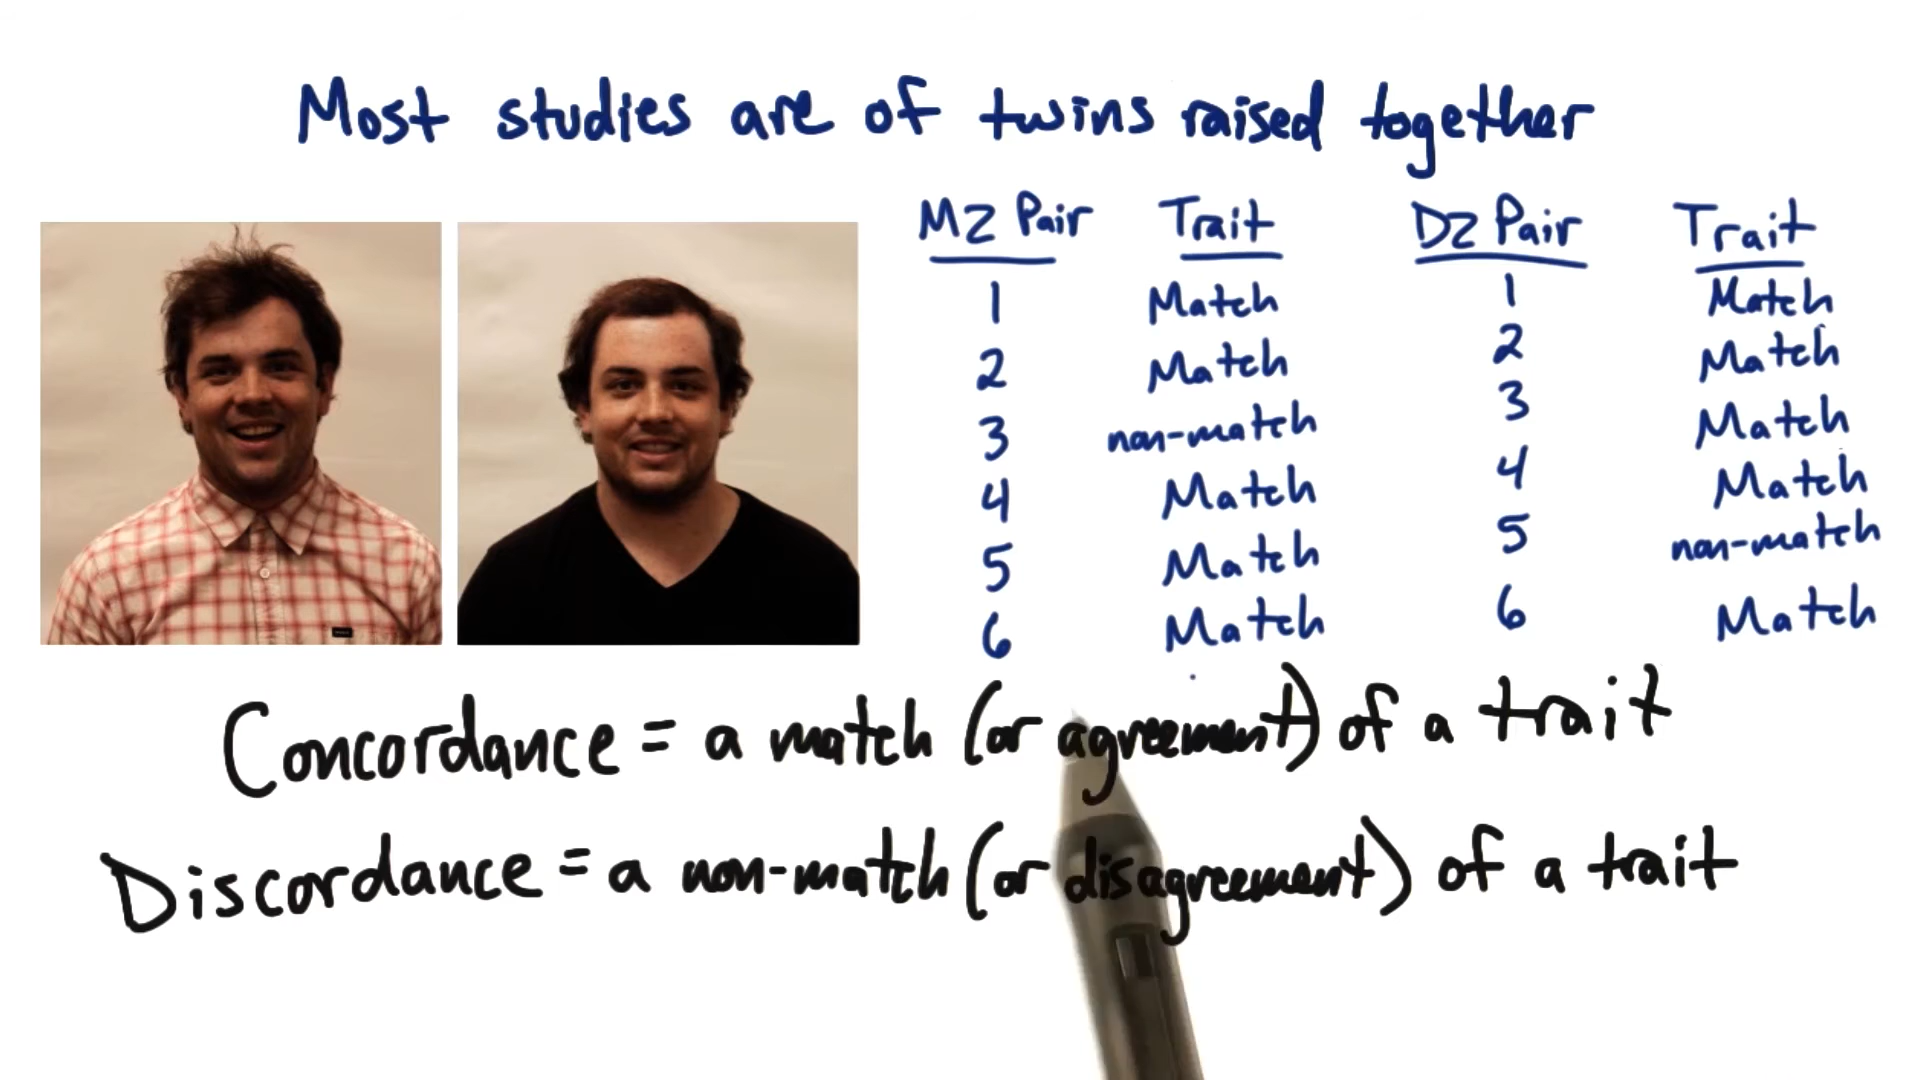 Most studies are of twins raised together
MZ Pair Trait DZ Pair Trait
1 Match 1 Match
2 Match 2 Match
3 non-match 3 Match
4 Match 4 Match
5 Match 5 non-match
6 Match 6 Match
Concordance = a match (or agreement) of a trait
Discordance = a non-match (or disagreement) of a trait